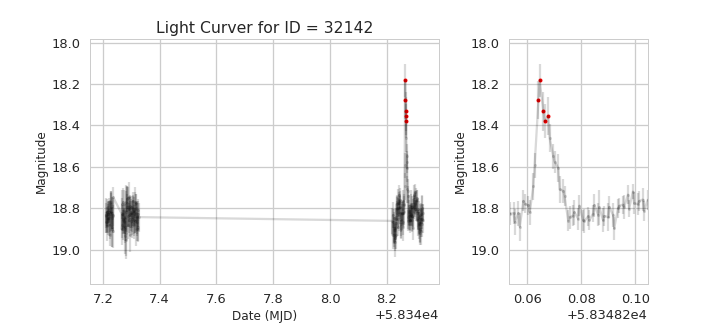 Light Curver for ID = 32142
18.0
18.2
18.4
18.6
18.8
19.0
Magnitude
7.2 7.4 7.6 7.8 8.0 8.2
Date (MJD)
+5.834e4
18.0
18.2
18.4
18.6
18.8
19.0
Magnitude
0.06 0.08 0.10
+5.83482e4